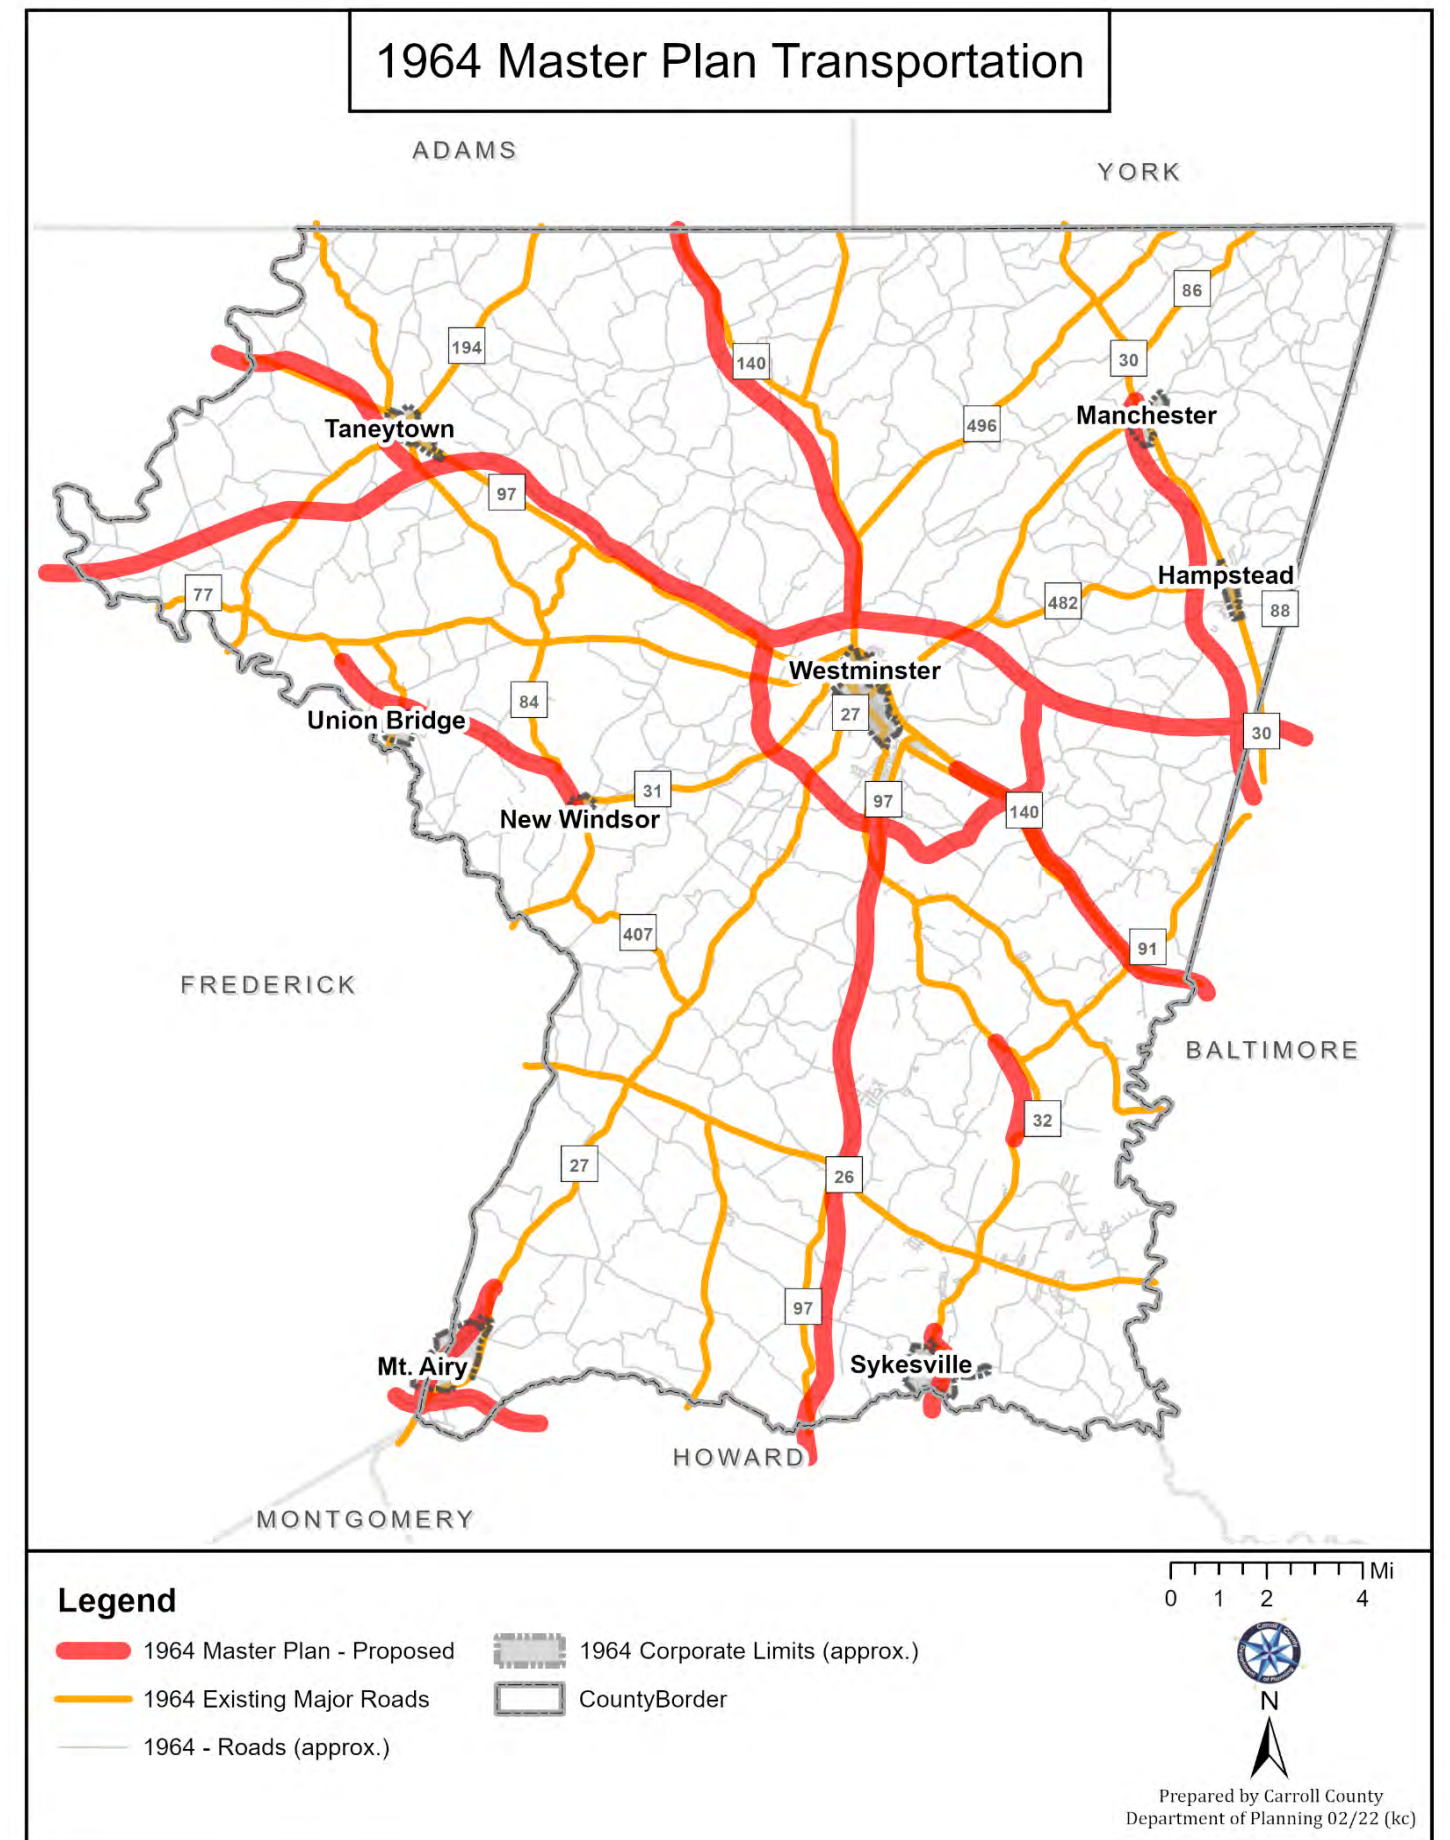 1964 Master Plan Transportation
ADAMS
YORK
86
194
30
140
Manchester
496
Taneytown
97
Hampstead
77
482
88
Westminster
84
27
Union Bridge
30
31
97
140
New Windsor
407
91
FREDERICK
BALTIMORE
32
27
26
97
Mt. Airy
Sykesville
HOWARD
MONTGOMERY
Legend
1964 Master Plan - Proposed
1964 Corporate Limits (approx.)
1964 Existing Major Roads
CountyBorder
1964 - Roads (approx.)
Mi
0 1 2 4
N
Prepared by Carroll County
Department of Planning 02/22 (kc)